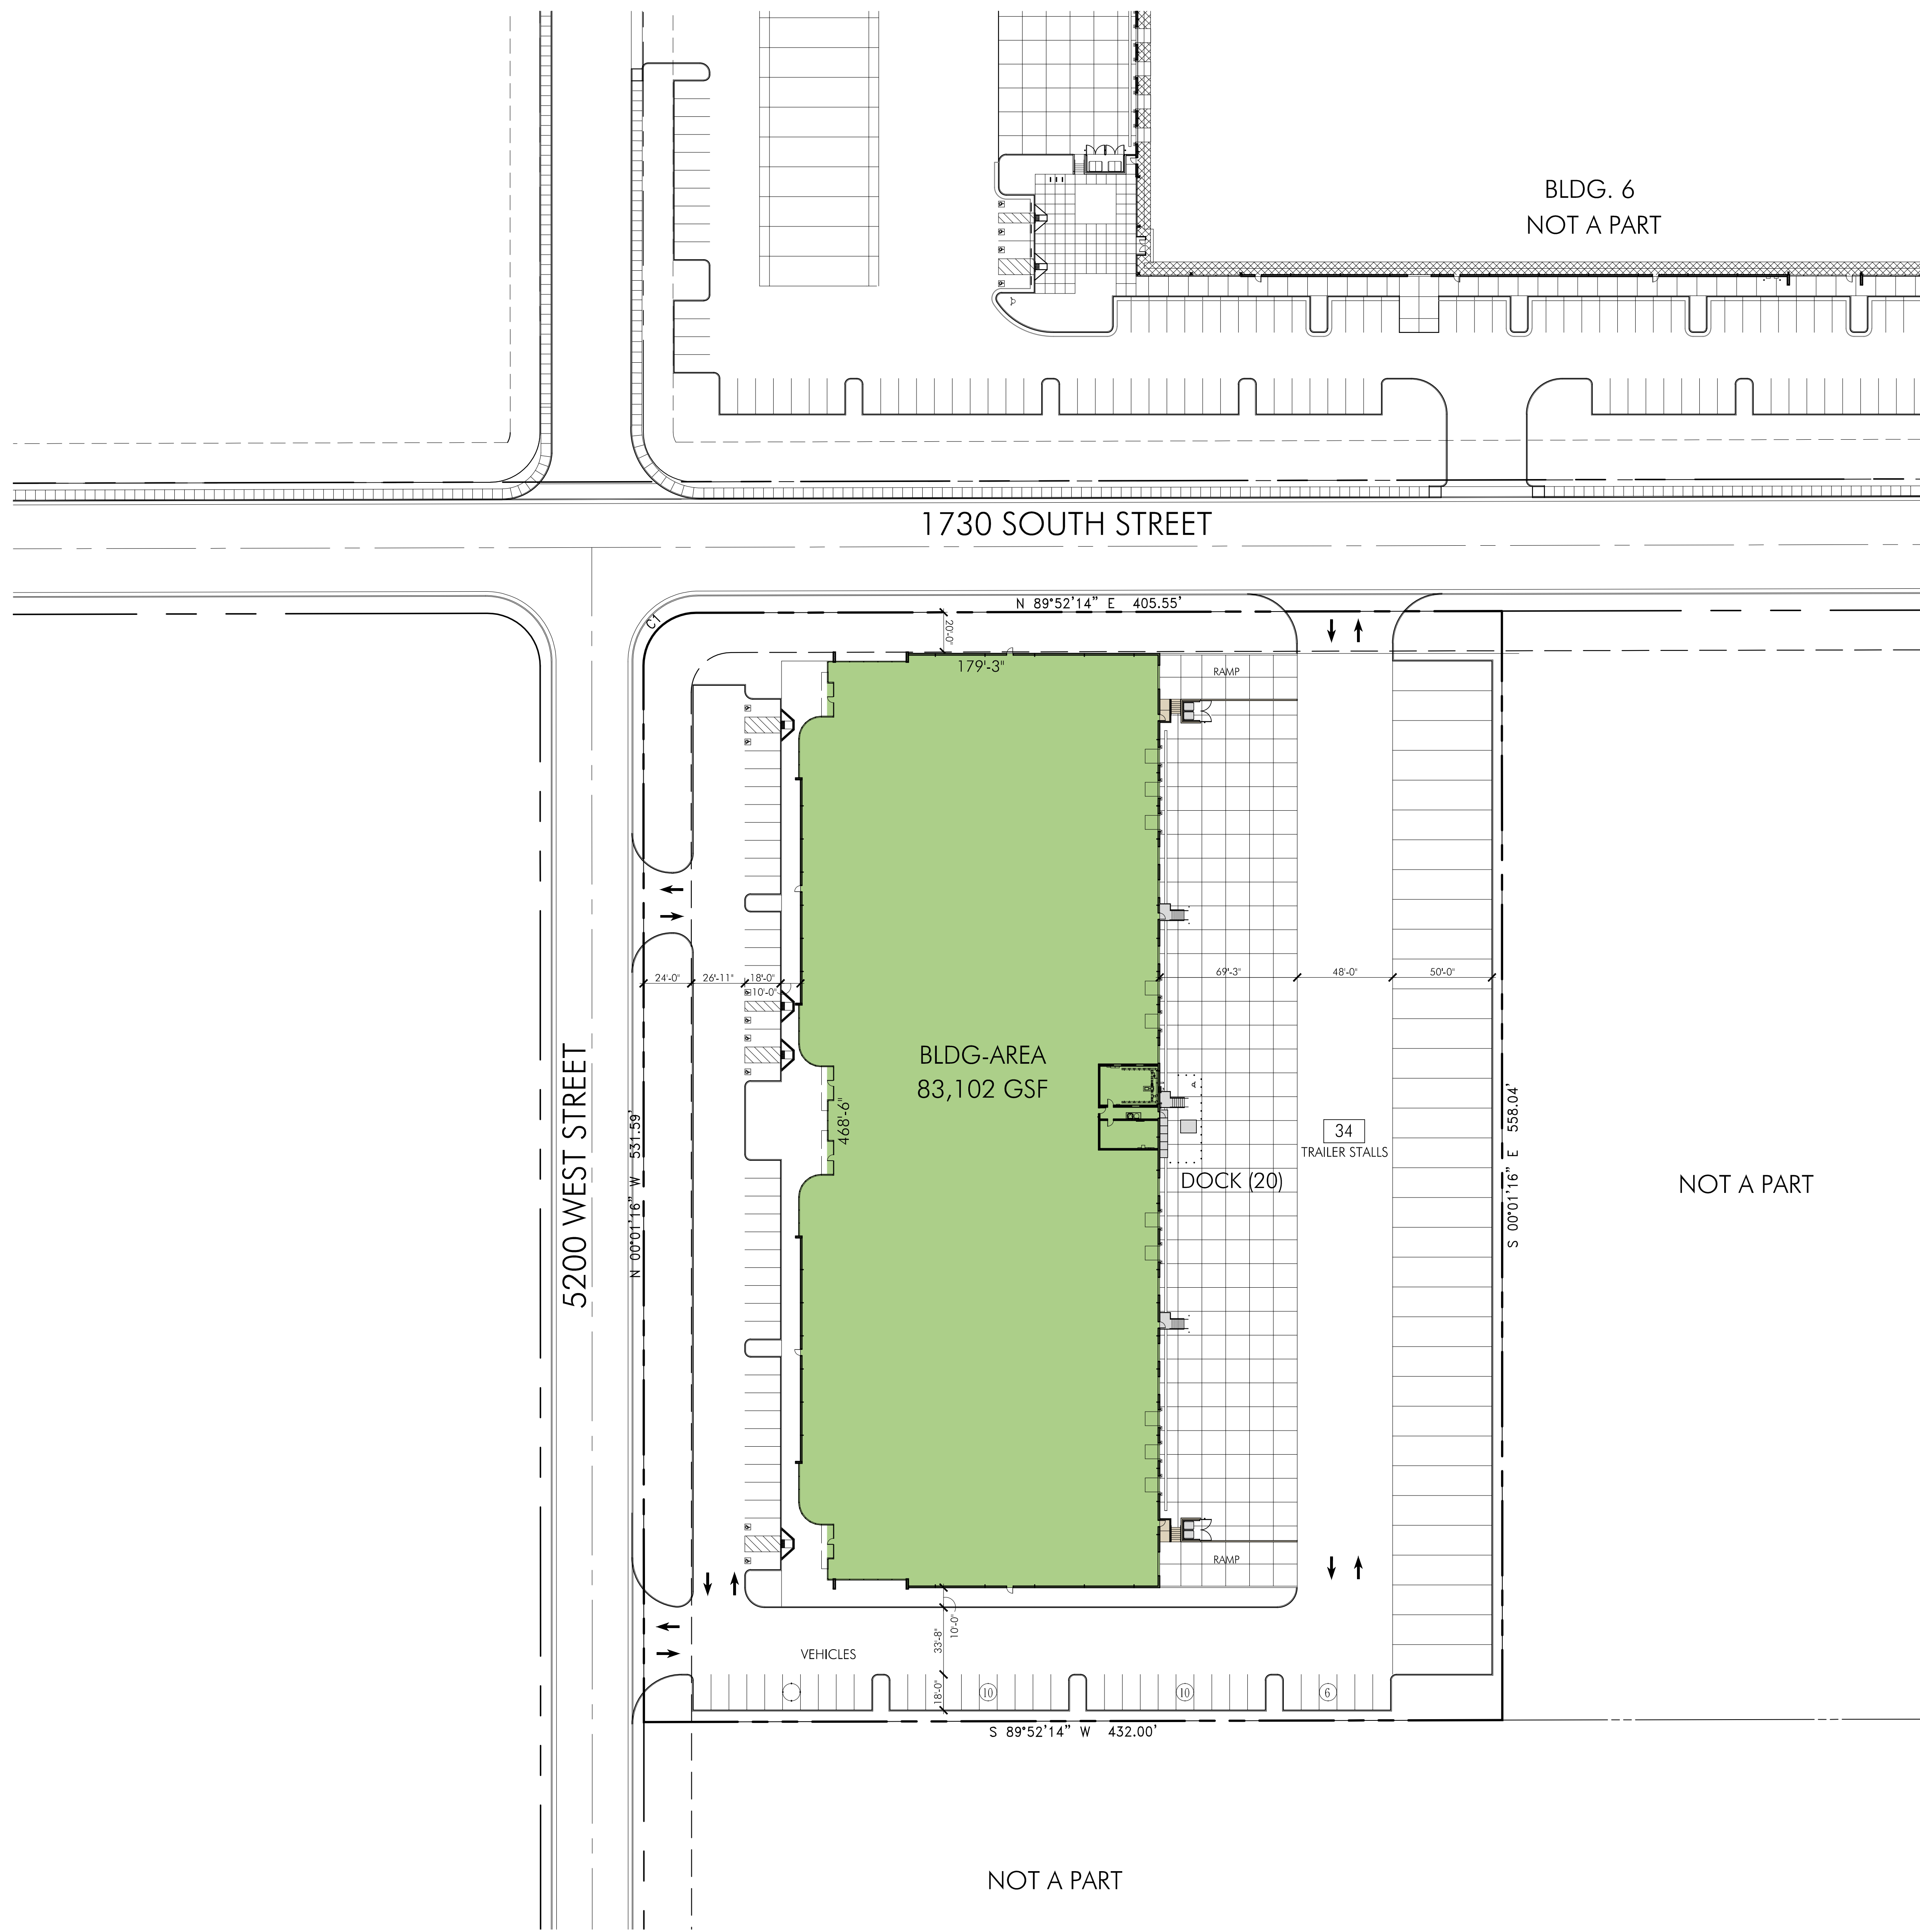 BLDG. 6
NOT A PART
1730 SOUTH STREET
N 89°52'14" E 405.55'
C1
20'-0"
179'-3"
RAMP
24'-0"
26'-11"
18'-0"
10'-0"
69'-3"
48'-0"
50'-0"
BLDG-AREA
83,102 GSF
468'-6"
5200 WEST STREET
N 00°01'16" W 531.59'
34
TRAILER STALLS
DOCK (20)
S 00°01'16" E 558.04'
NOT A PART
RAMP
10'-0"
33'-8"
VEHICLES
18'-0"
10
10
6
S 89°52'14" W 432.00'
NOT A PART